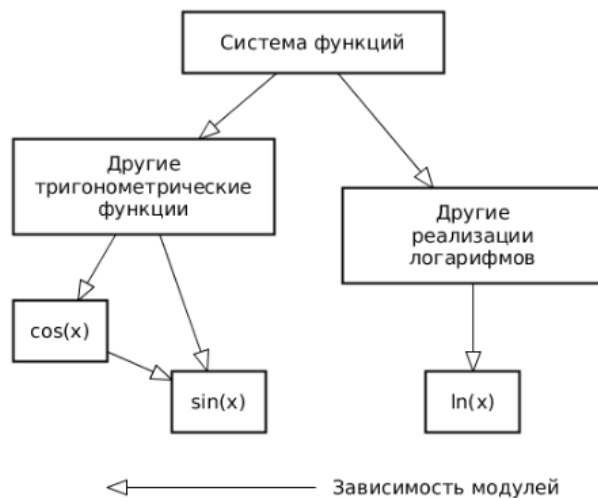 Система функций
Другие
тригонометрические
функции
Другие
реализации
логарифмов
cos(x)
sin(x)
ln(x)
Зависимость модулей